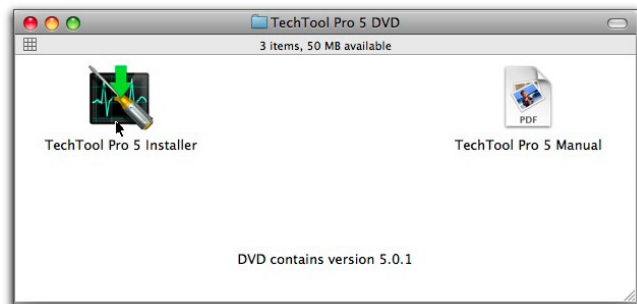 TechTool Pro 5 DVD
3 items, 50 MB available
PDF
TechTool Pro 5 Installer
TechTool Pro 5 Manual
DVD contains version 5.0.1